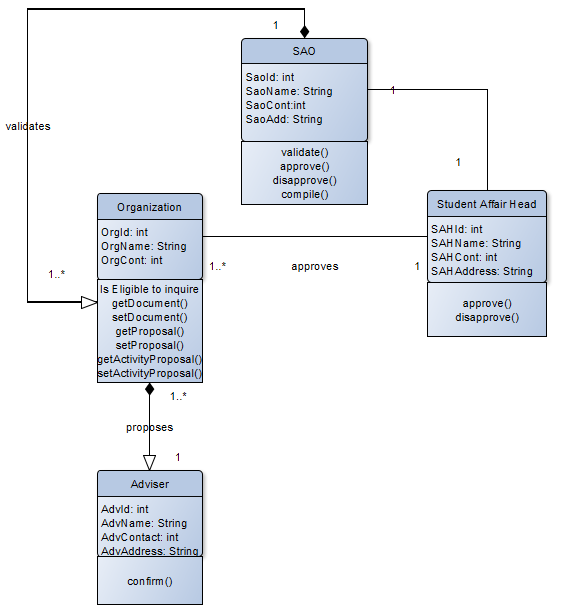 1
SAO
SaoId: int
SaoName: String
SaoCont:int
SaoAdd: String
validate()
approve()
disapprove()
compile()
1
validates
1
Student Affair Head
SAHId: int
SAHName: String
SAHCont: int
SAHAddress: String
approve()
disapprove()
Organization
OrgId: int
OrgName: String
OrgCont: int
Is Eligible to inquire
getDocument()
setDocument()
getProposal()
setProposal()
getActivityProposal()
setActivityProposal()
1..*
approves
1
1..*
1..*
proposes
1
Adviser
AdvId: int
AdvName: String
AdvContact: int
AdvAddress: String
confirm()